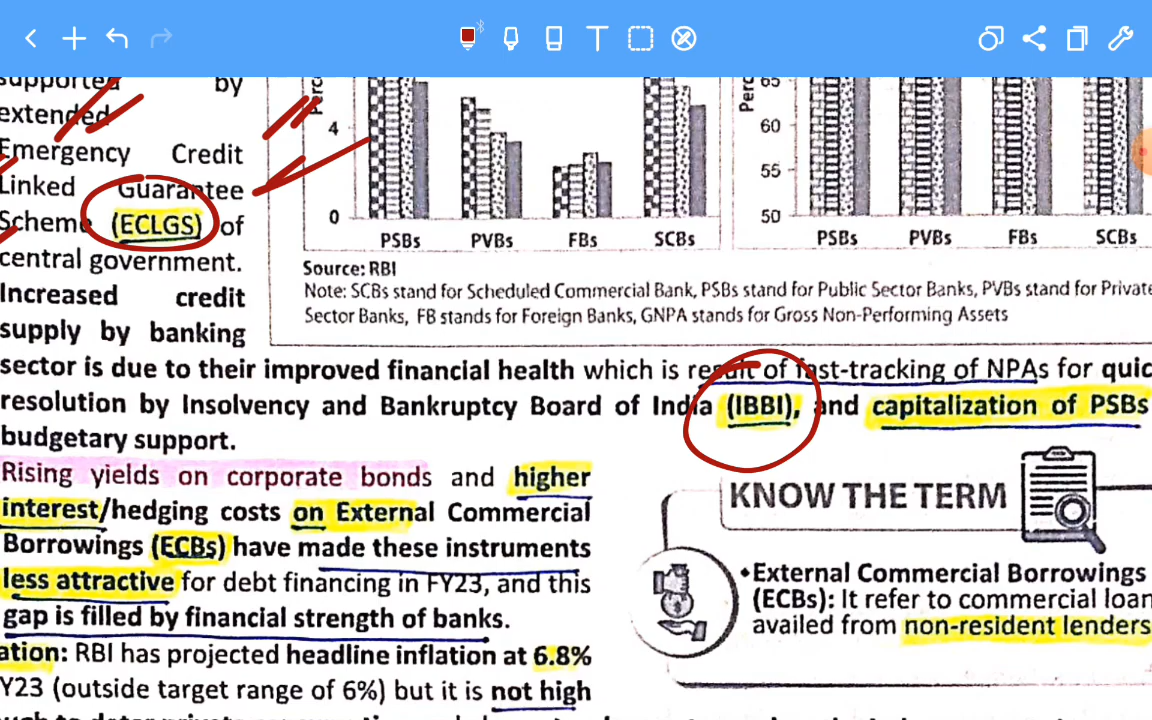 supported by
extended
Emergency Credit
Linked Guarantee
Scheme (ECLGS) of
central government.
Increased credit
supply by banking
sector is due to their improved financial health which is result of fast-tracking of NPAs for quic
resolution by Insolvency and Bankruptcy Board of India (IBBI), and capitalization of PSBs
budgetary support.
Rising yields on corporate bonds and higher
interest/hedging costs on External Commercial
Borrowings (ECBs) have made these instruments
less attractive for debt financing in FY23, and this
gap is filled by financial strength of banks.
ation: RBI has projected headline inflation at 6.8%
Y23 (outside target range of 6%) but it is not high
Perc
4
0
PSBs PVBs FBs SCBs
Perc
65
60
55
50
PSBs PVBs FBs SCBs
Source: RBI
Note: SCBs stand for Scheduled Commercial Bank, PSBs stand for Public Sector Banks, PVBs stand for Private
Sector Banks, FB stands for Foreign Banks, GNPA stands for Gross Non-Performing Assets
KNOW THE TERM
•External Commercial Borrowings
(ECBs): It refer to commercial loan
availed from non-resident lenders